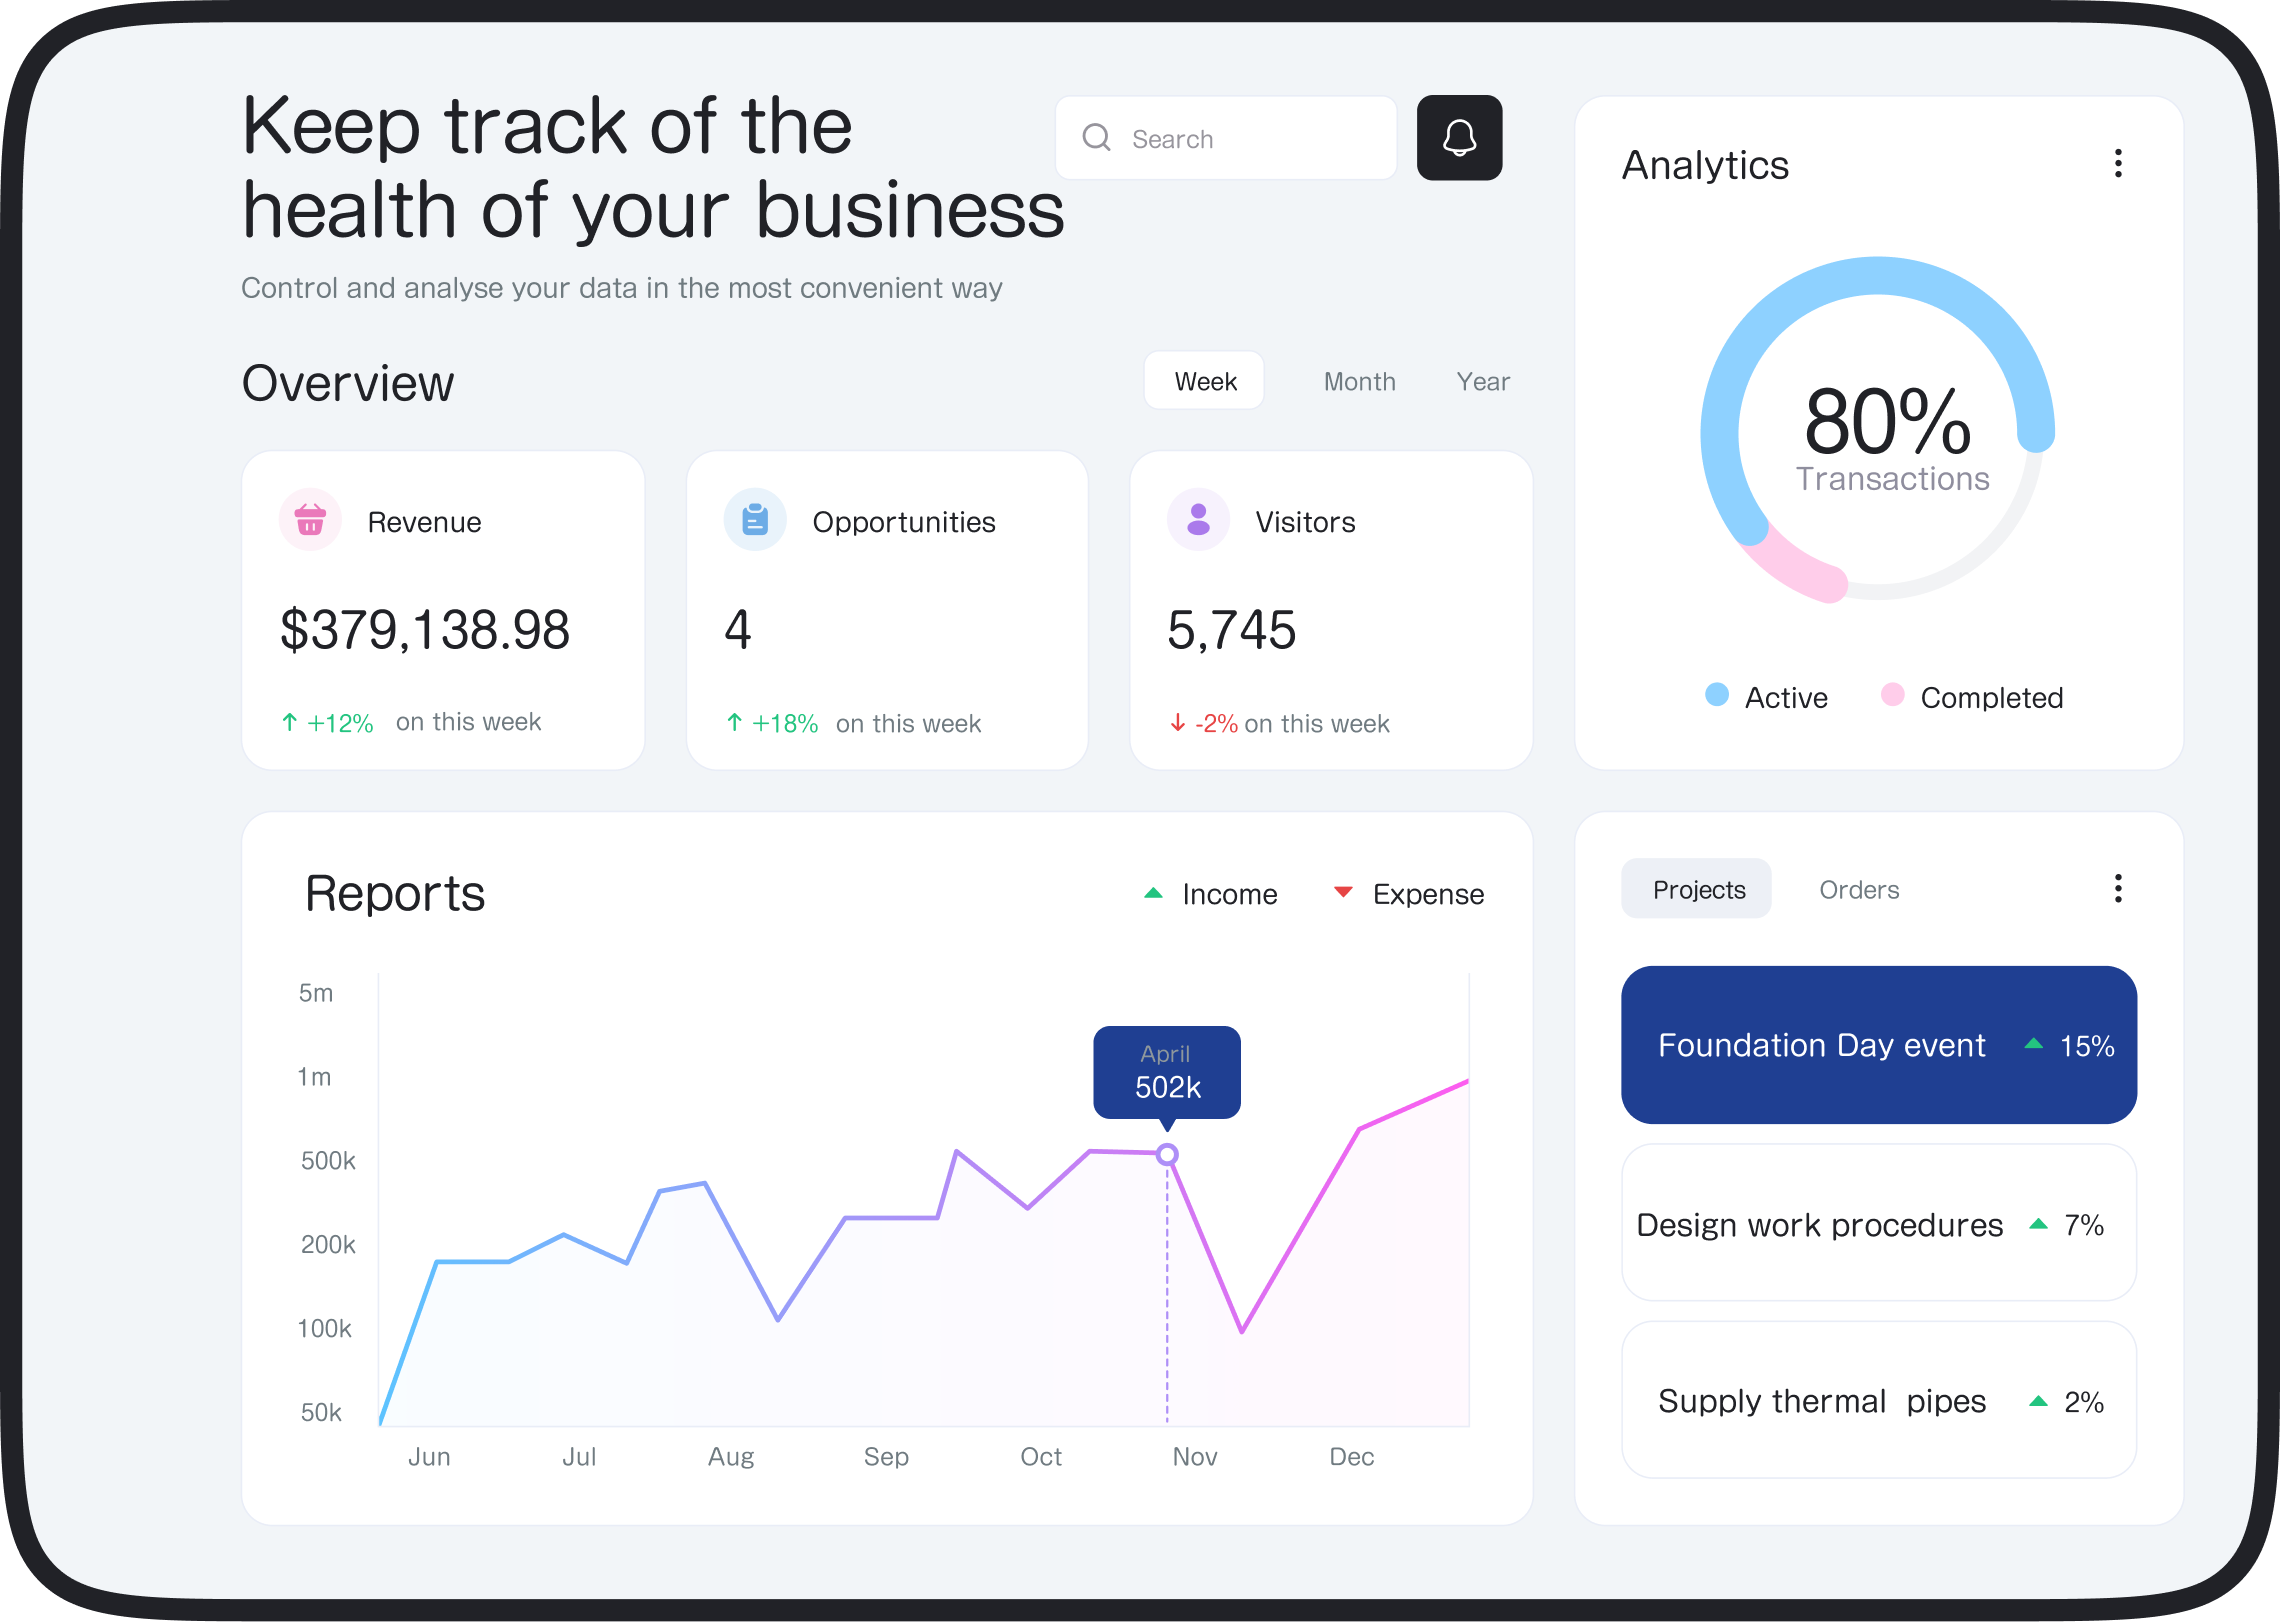 Keep track of the
health of your business
Control and analyse your data in the most convenient way
Search
Overview
Week Month Year
Revenue
$379,138.98
+12% on this week
Opportunities
4
+18% on this week
Visitors
5,745
-2% on this week
Analytics
80%
Transactions
Active Completed
Reports
Income Expense
5m
1m
500k
200k
100k
50k
April
502k
Jun Jul Aug Sep Oct Nov Dec
Projects Orders
Foundation Day event 15%
Design work procedures 7%
Supply thermal pipes 2%